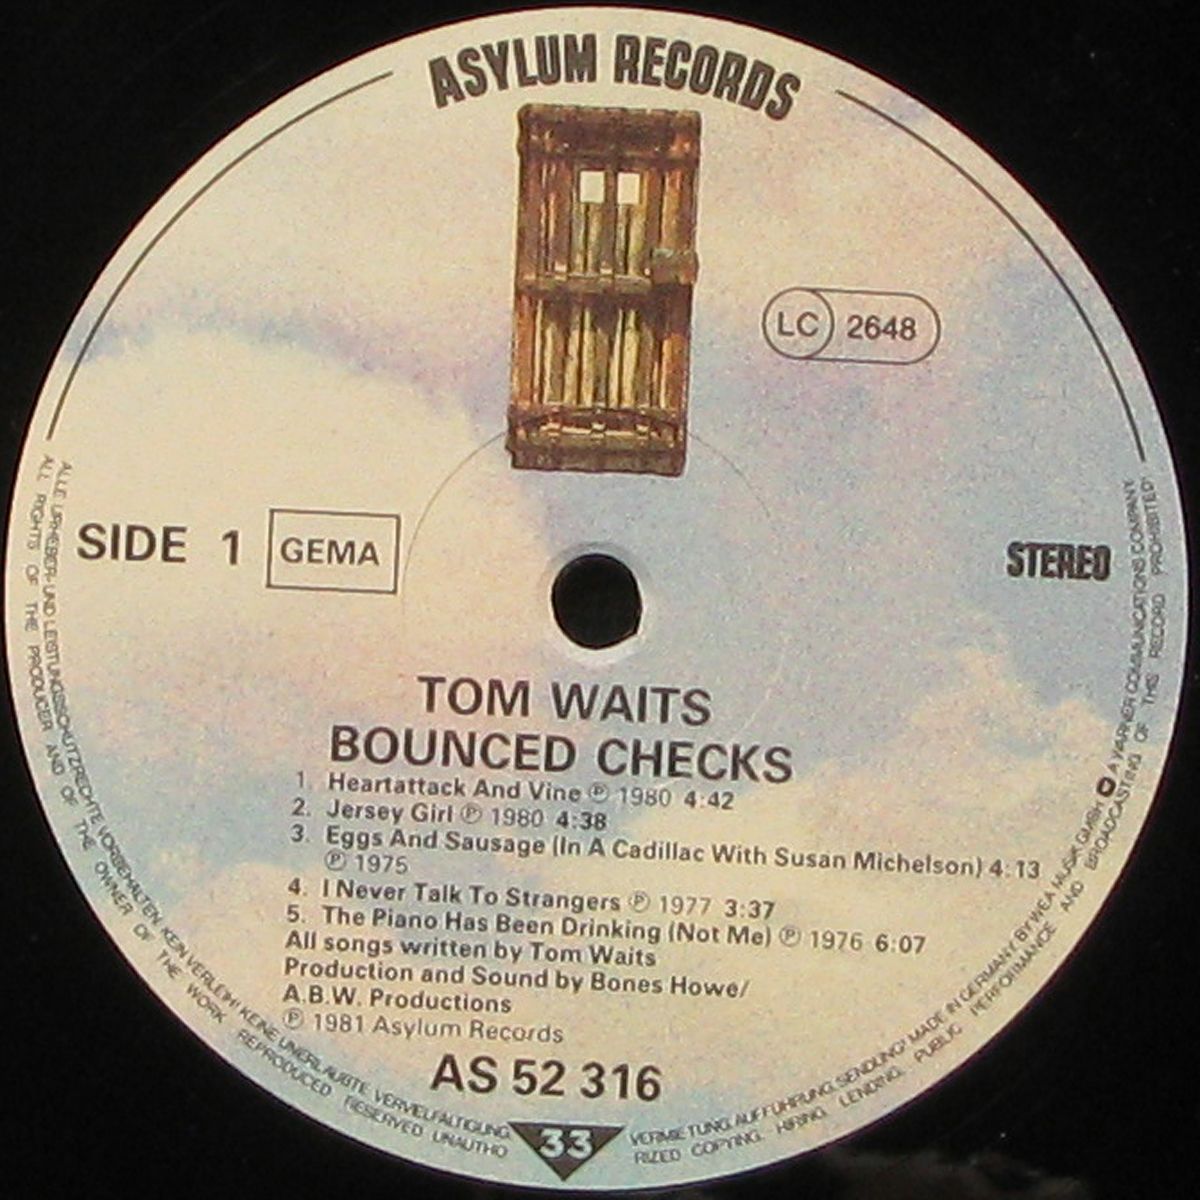 ASYLUM RECORDS
LC 2648
SIDE 1 GEMA
STEREO
TOM WAITS
BOUNCED CHECKS
1. Heartattack And Vine Ⓟ 1980 4:42
2. Jersey Girl Ⓟ 1980 4:38
3. Eggs And Sausage (In A Cadillac With Susan Michelson) 4:13
Ⓟ 1975
4. I Never Talk To Strangers Ⓟ 1977 3:37
5. The Piano Has Been Drinking (Not Me) Ⓟ 1976 6:07
All songs written by Tom Waits
Production and Sound by Bones Howe/
A.B.W. Productions
Ⓟ 1981 Asylum Records
AS 52 316
33
ALLE URHEBER- UND LEISTUNGSSCHUTZRECHTE VORBEHALTEN. KEIN VERLEIH! KEINE UNERLAUBTE VERVIELFÄLTIGUNG, VERMIETUNG, AUFFÜHRUNG, SENDUNG! MADE IN GERMANY BY WEA MUSIK GMBH A WARNER COMMUNICATIONS COMPANY
ALL RIGHTS OF THE PRODUCER AND OF THE OWNER OF THE WORK REPRODUCED RESERVED UNAUTHORIZED COPYING, HIRING, LENDING, PUBLIC PERFORMANCE AND BROADCASTING OF THIS RECORD PROHIBITED"